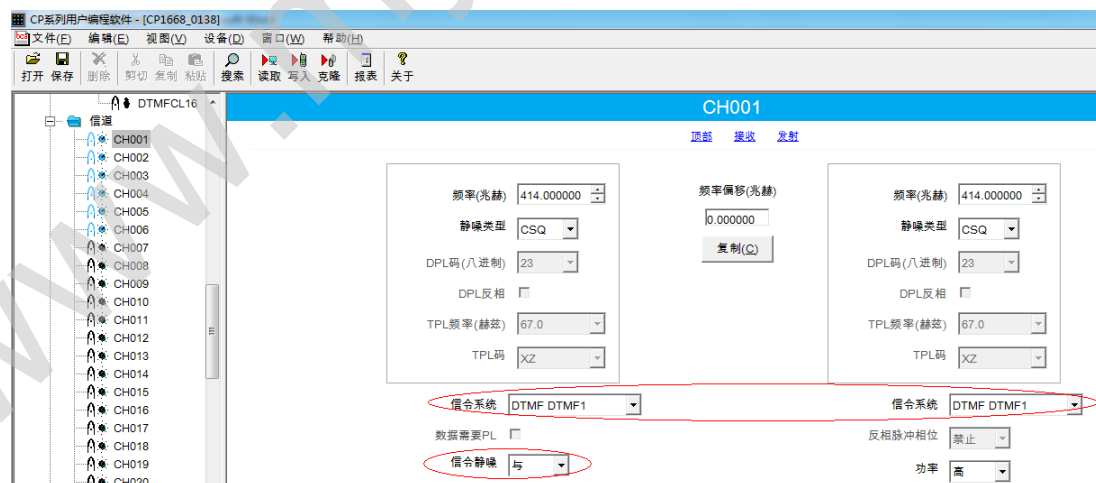 CP系列用户编程软件 - [CP1668_0138]
文件(F) 编辑(E) 视图(V) 设备(D) 窗口(W) 帮助(H)
打开 保存 删除 剪切 复制 粘贴 搜索 读取 写入 克隆 报表 关于
DTMFCL16
信道
CH001
CH002
CH003
CH004
CH005
CH006
CH007
CH008
CH009
CH010
CH011
CH012
CH013
CH014
CH015
CH016
CH017
CH018
CH019
CH020
CH001
顶部 接收 发射
频率(兆赫) 414.000000 频率偏移(兆赫) 频率(兆赫) 414.000000
0.000000
静噪类型 CSQ 静噪类型 CSQ
复制(C)
DPL码(八进制) 23 DPL码(八进制) 23
DPL反相 DPL反相
TPL频率(赫兹) 67.0 TPL频率(赫兹) 67.0
TPL码 XZ TPL码 XZ
信令系统 DTMF DTMF1 信令系统 DTMF DTMF1
数据需要PL 反相脉冲相位 禁止
信令静噪 与 功率 高